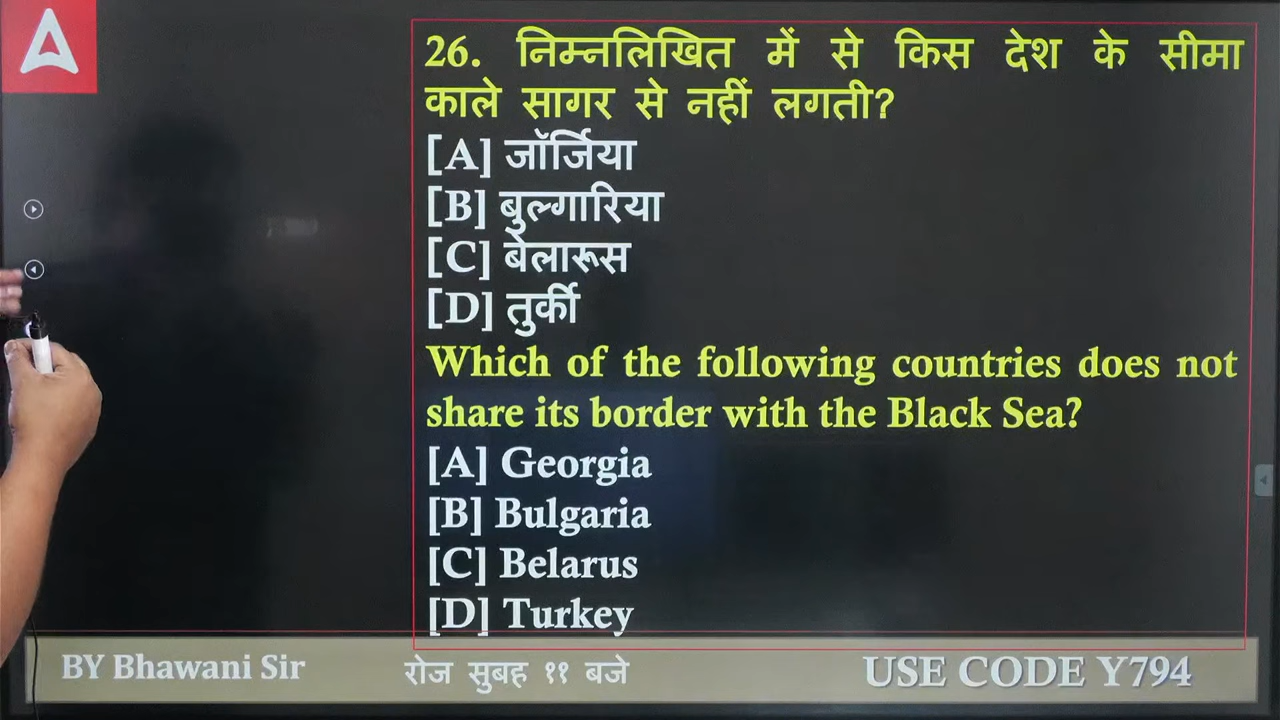 26. निम्नलिखित में से किस देश के सीमा
काले सागर से नहीं लगती?
[A] जॉर्जिया
[B] बुल्गारिया
[C] बेलारूस
[D] तुर्की
Which of the following countries does not
share its border with the Black Sea?
[A] Georgia
[B] Bulgaria
[C] Belarus
[D] Turkey
BY Bhawani Sir रोज सुबह ११ बजे USE CODE Y794